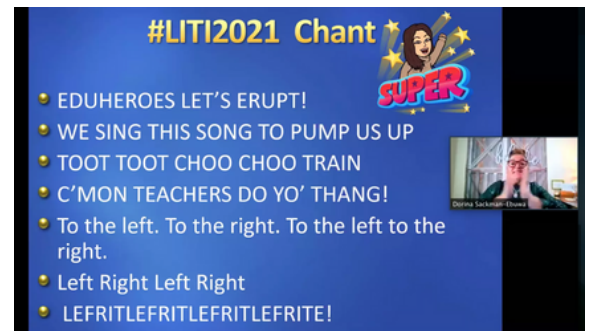 #LITI2021 Chant
SUPER
EDUHEROES LET'S ERUPT!
WE SING THIS SONG TO PUMP US UP
TOOT TOOT CHOO CHOO TRAIN
C'MON TEACHERS DO YO' THANG!
To the left. To the right. To the left to the
right.
Left Right Left Right
LEFRITLEFRITLEFRITLEFRITE!
Dorina Sackman-Ebuwa